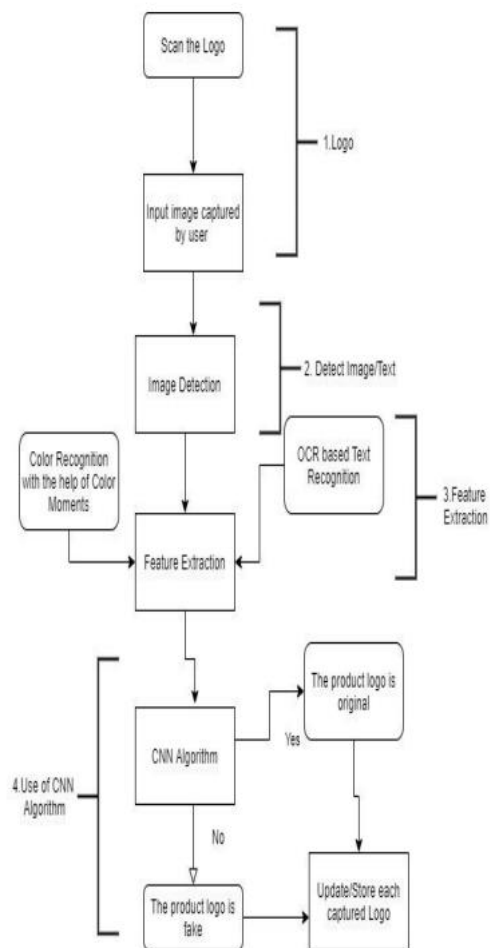 Scan the Logo
1.Logo
Input image captured
by user
Image Detection
2. Detect Image/Text
Color Recognition
with the help of Color
Moments
OCR based Text
Recognition
3.Feature
Extraction
Feature Extraction
The product logo is
original
CNN Algorithm
Yes
4.Use of CNN
Algorithm
No
The product logo is
fake
Update/Store each
captured Logo